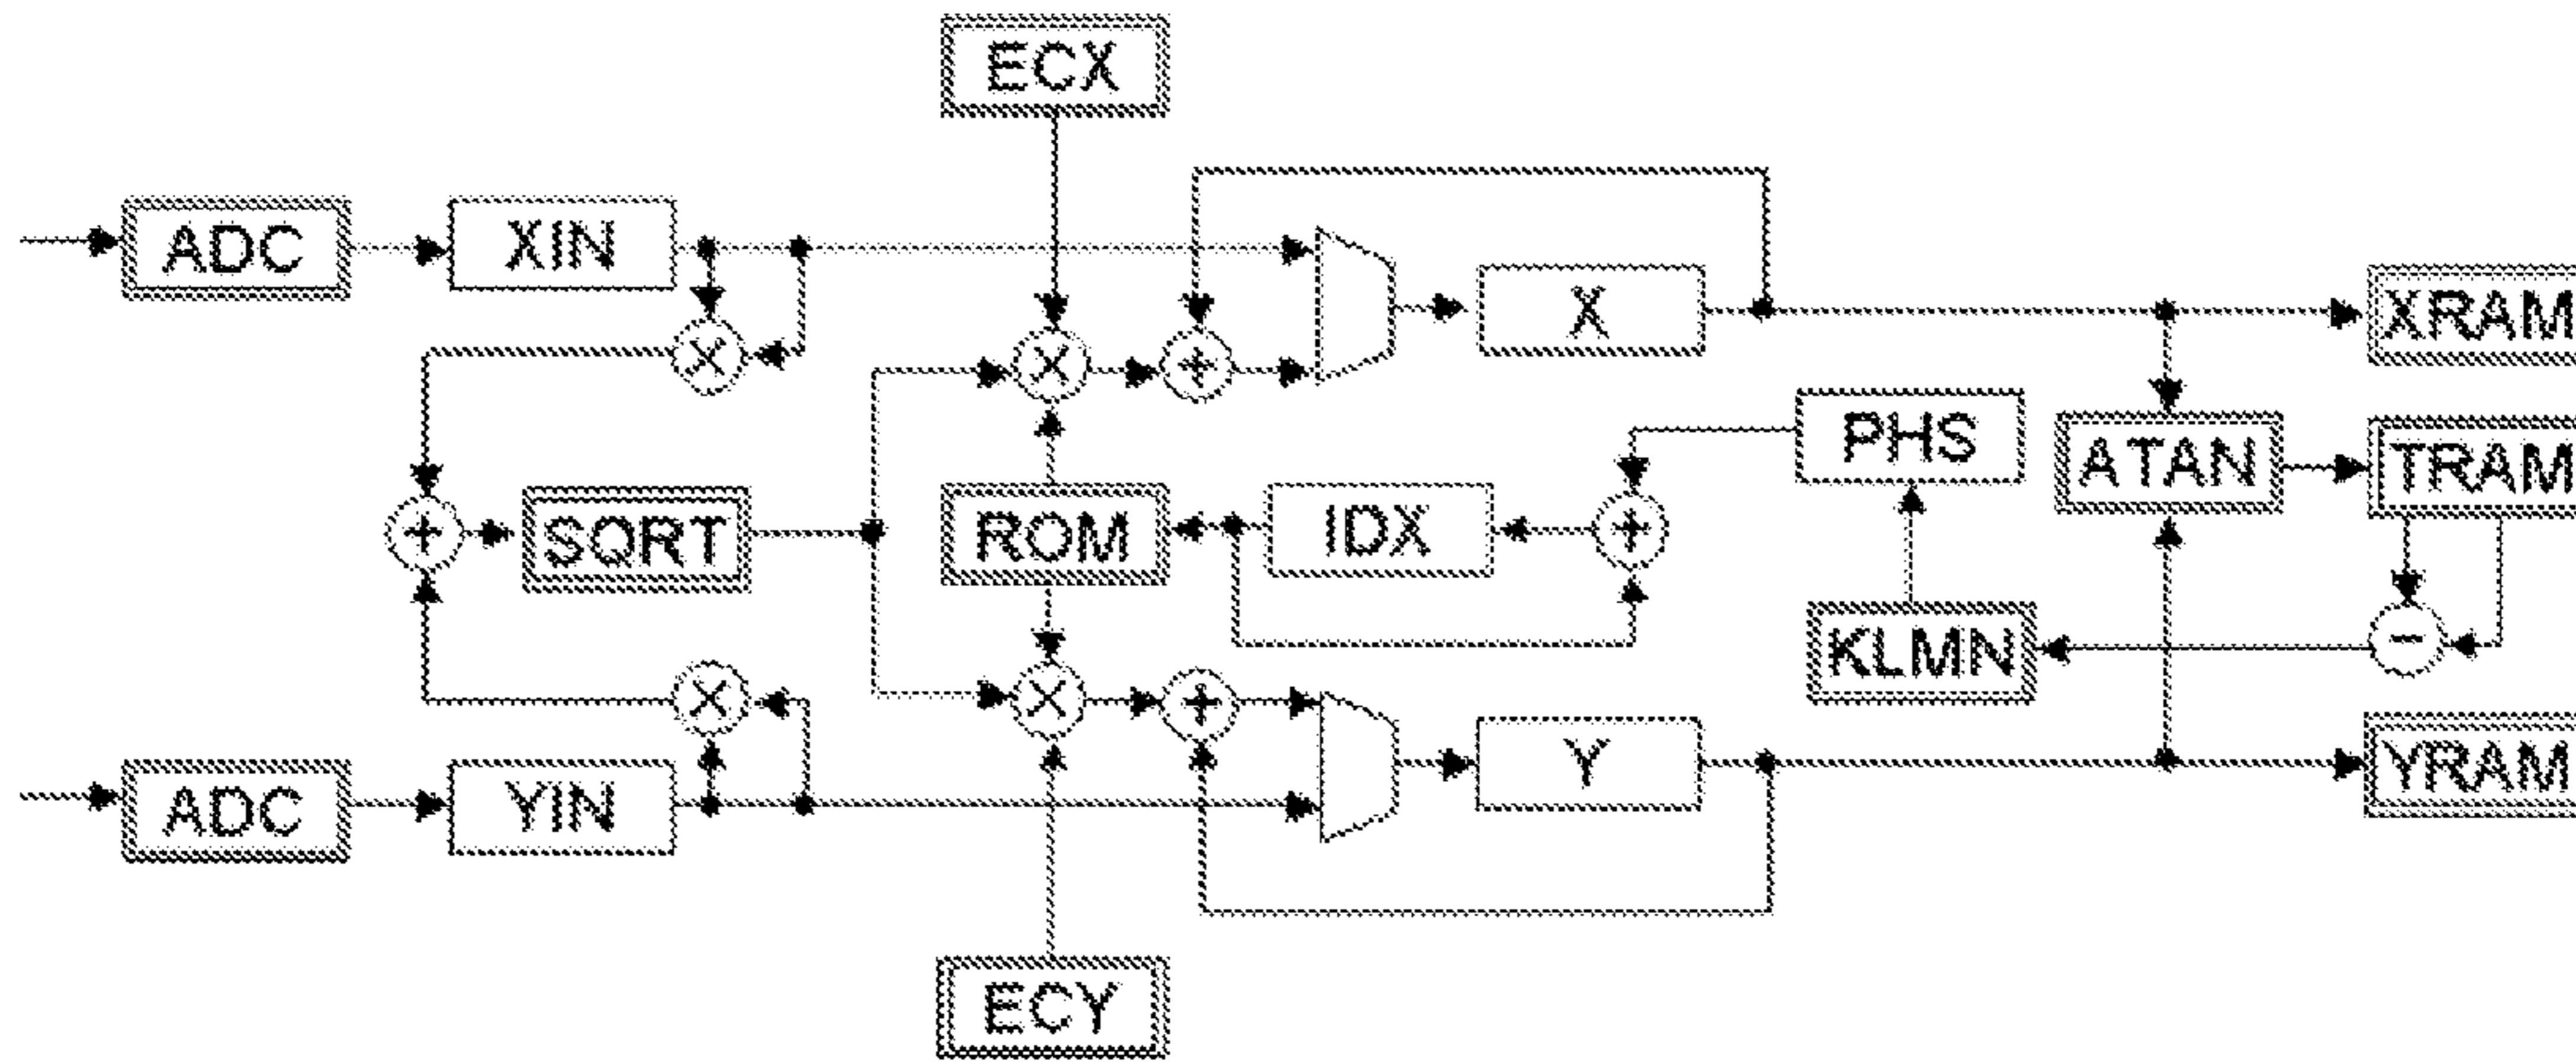 ECX
ADC
XIN
X
XRAM
PHS
ATAN
TRAM
SQRT
ROM
IDX
KLMN
ADC
YIN
Y
YRAM
ECY